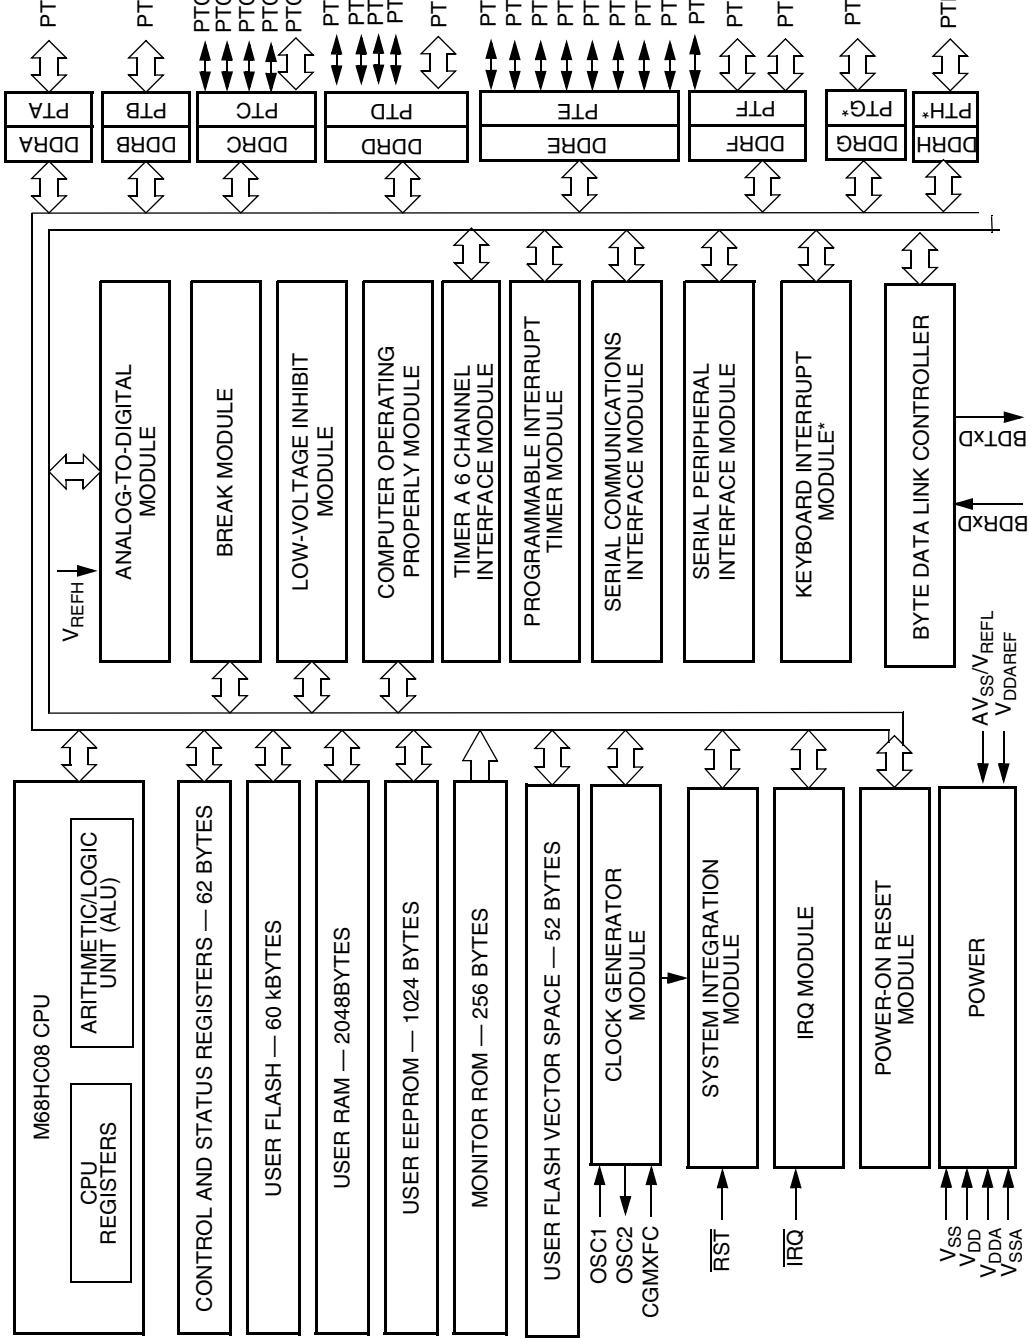 M68HC08 CPU
CPU
REGISTERS
ARITHMETIC/LOGIC
UNIT (ALU)
CONTROL AND STATUS REGISTERS — 62 BYTES
USER FLASH — 60 kBYTES
USER RAM — 2048BYTES
USER EEPROM — 1024 BYTES
MONITOR ROM — 256 BYTES
USER FLASH VECTOR SPACE — 52 BYTES
OSC1
OSC2
CGMXFC
CLOCK GENERATOR
MODULE
RST
SYSTEM INTEGRATION
MODULE
IRQ
IRQ MODULE
POWER-ON RESET
MODULE
VSS
VDD
VDDA
VSSA
POWER
AVSS/VREFL
VDDAREF
VREFH
ANALOG-TO-DIGITAL
MODULE
BREAK MODULE
LOW-VOLTAGE INHIBIT
MODULE
COMPUTER OPERATING
PROPERLY MODULE
TIMER A 6 CHANNEL
INTERFACE MODULE
PROGRAMMABLE INTERRUPT
TIMER MODULE
SERIAL COMMUNICATIONS
INTERFACE MODULE
SERIAL PERIPHERAL
INTERFACE MODULE
KEYBOARD INTERRUPT
MODULE*
BYTE DATA LINK CONTROLLER
BDRxD
BDTxD
DDRA
PTA
DDRB
PTB
DDRC
PTC
DDRD
PTD
DDRE
PTE
DDRF
PTF
DDRG
PTG*
DDRH
PTH*